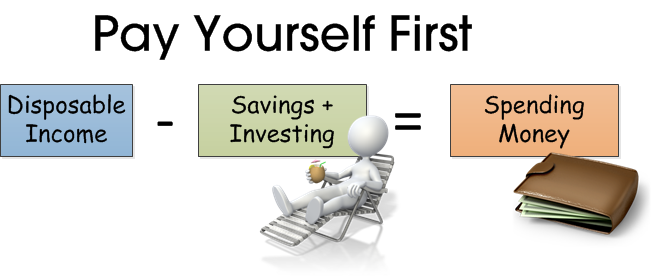 Pay Yourself First
Disposable
Income
-
Savings +
Investing
=
Spending
Money